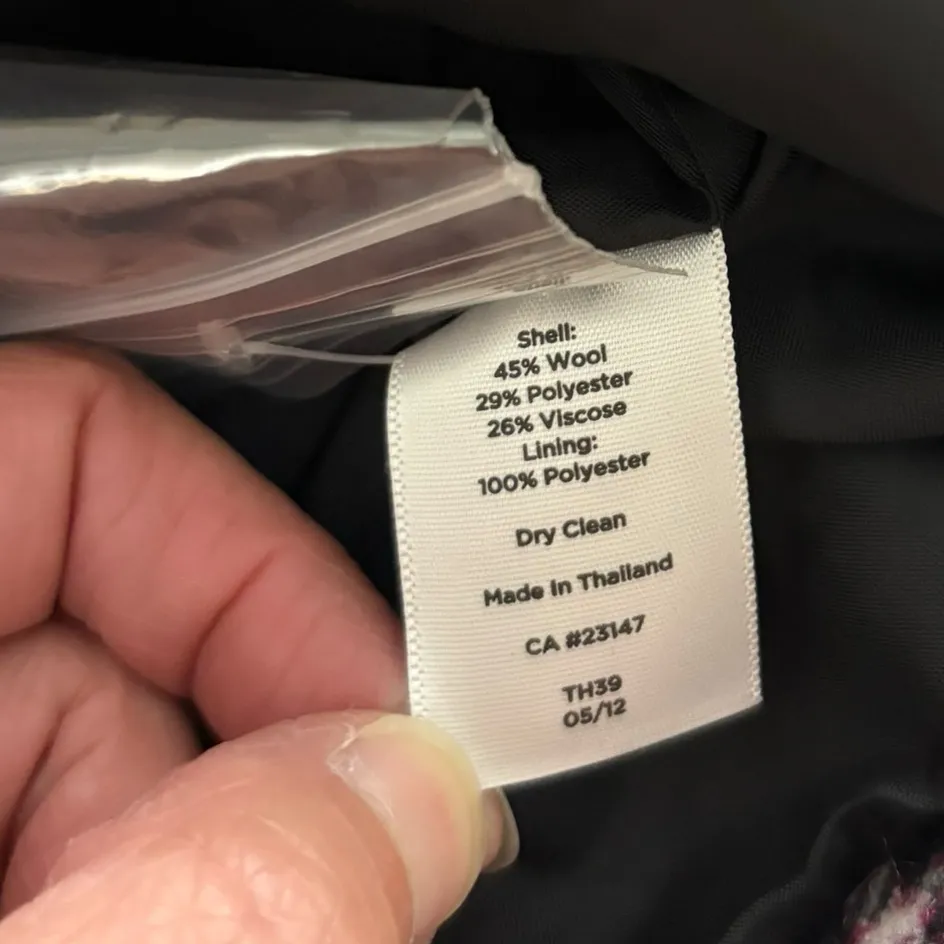 Shell:
45% Wool
29% Polyester
26% Viscose
Lining:
100% Polyester
Dry Clean
Made In Thailand
CA #23147
TH39
05/12